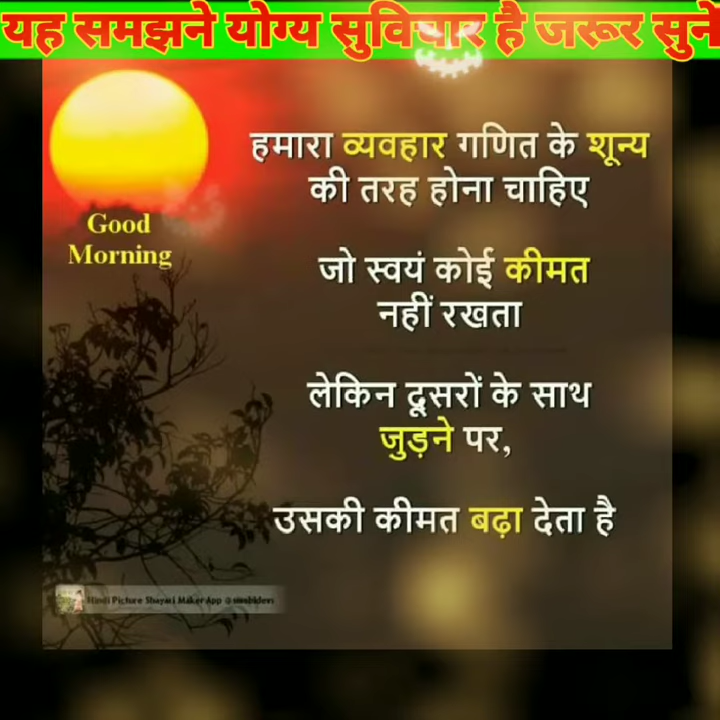 यह समझने योग्य सुविचार है जरूर सुने
हमारा व्यवहार गणित के शून्य
की तरह होना चाहिए
Good
Morning
जो स्वयं कोई कीमत
नहीं रखता
लेकिन दूसरों के साथ
जुड़ने पर,
उसकी कीमत बढ़ा देता है
Hindi Picture Shayari Maker App